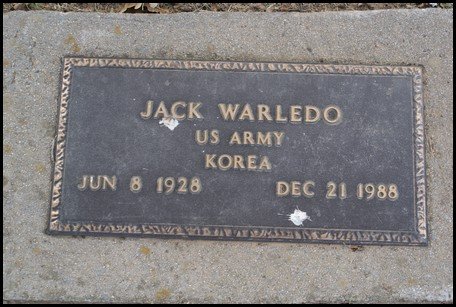 JACK WARLEDO
US ARMY
KOREA
JUN 8 1928 DEC 21 1988